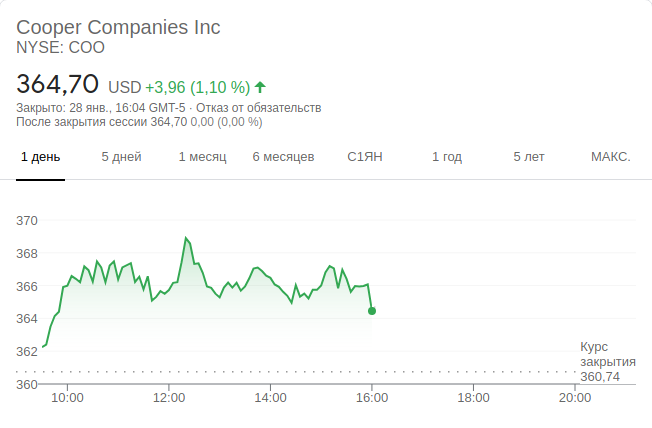 Cooper Companies Inc
NYSE: COO
364,70 USD +3,96 (1,10 %)
Закрыто: 28 янв., 16:04 GMT-5 · Отказ от обязательств
После закрытия сессии 364,70 0,00 (0,00 %)
1 день 5 дней 1 месяц 6 месяцев С1ЯН 1 год 5 лет МАКС.
370
368
366
364
362
360
Курс
закрытия
360,74
10:00 12:00 14:00 16:00 18:00 20:00